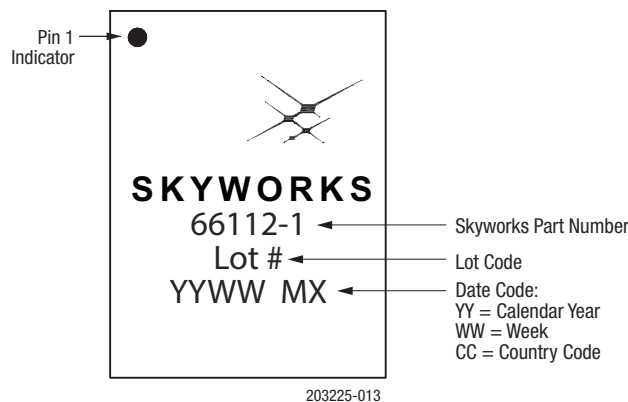 Pin 1
Indicator
SKYWORKS
66112-1
Skyworks Part Number
Lot #
Lot Code
YYWW MX
Date Code:
YY = Calendar Year
WW = Week
CC = Country Code
203225-013